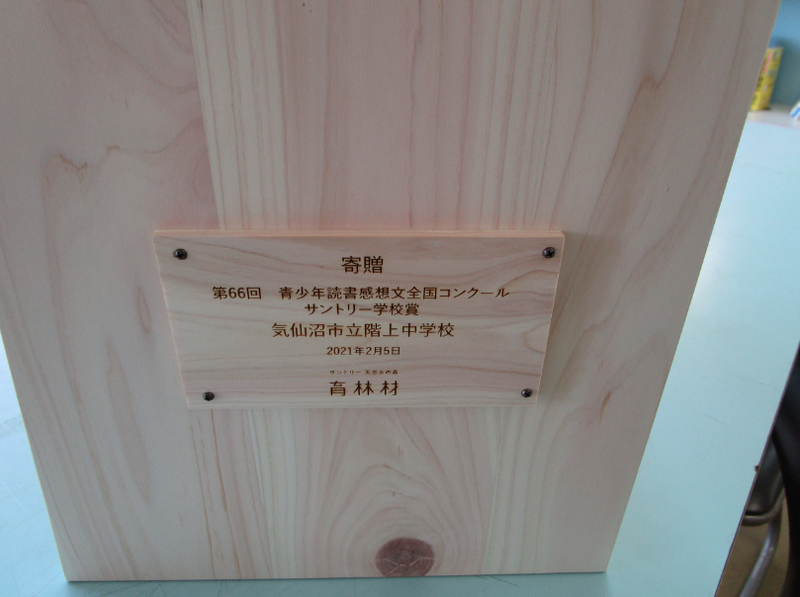 寄贈
第66回 青少年読書感想文全国コンクール
サントリー学校賞
気仙沼市立階上中学校
2021年2月5日
サントリー 天然水の森
育林材